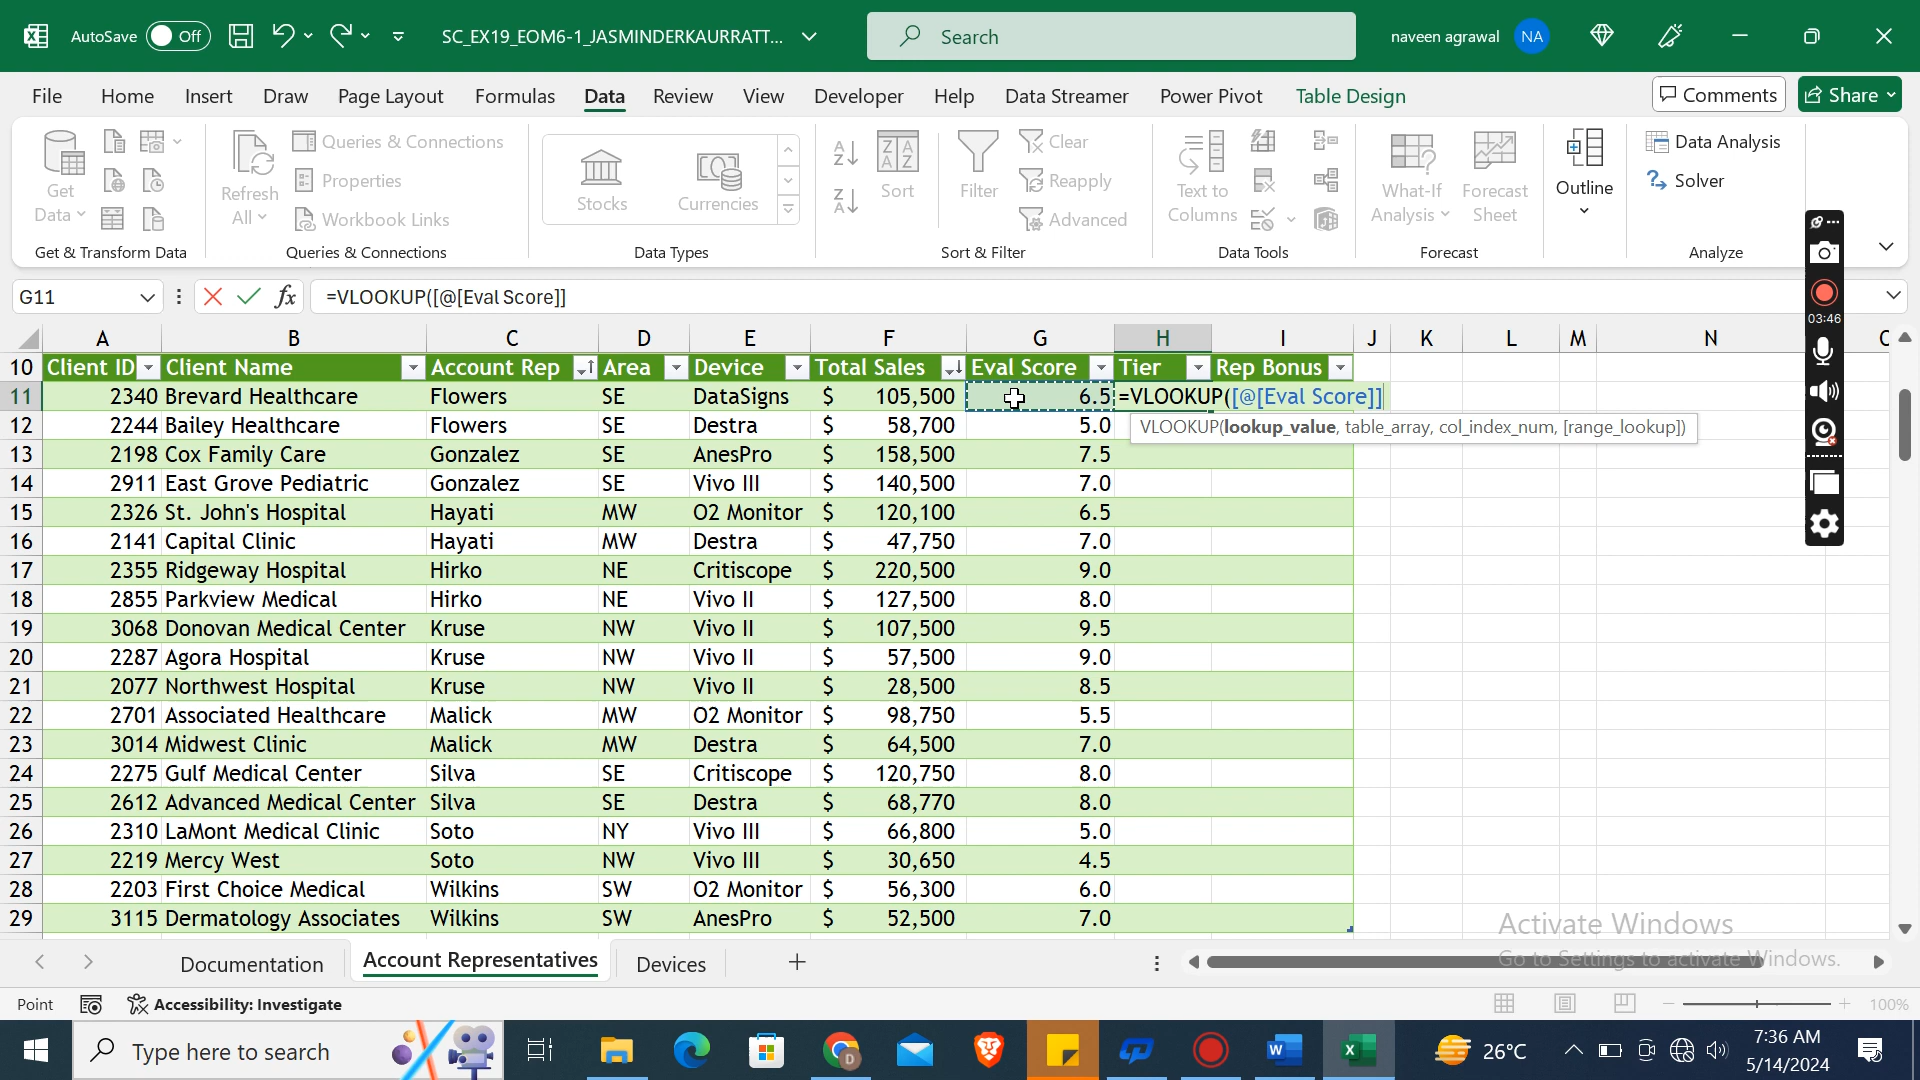 AutoSave Off SC_EX19_EOM6-1_JASMINDERKAURRATT... Search naveen agrawal NA
File Home Insert Draw Page Layout Formulas Data Review View Developer Help Data Streamer Power Pivot Table Design Comments Share
Get Data
Refresh All
Queries & Connections
Properties
Workbook Links
Stocks
Currencies
Sort
Filter
Clear
Reapply
Advanced
Text to Columns
What-If Analysis
Forecast Sheet
Outline
Data Analysis
Solver
Get & Transform Data Queries & Connections Data Types Sort & Filter Data Tools Forecast Analyze
03:46
G11 fx =VLOOKUP([@[Eval Score]]
A B C D E F G H I J K L M N
10 Client ID Client Name Account Rep Area Device Total Sales Eval Score Tier Rep Bonus
11 2340 Brevard Healthcare Flowers SE DataSigns $ 105,500 6.5 =VLOOKUP([@[Eval Score]]
VLOOKUP(lookup_value, table_array, col_index_num, [range_lookup])
12 2244 Bailey Healthcare Flowers SE Destra $ 58,700 5.0
13 2198 Cox Family Care Gonzalez SE AnesPro $ 158,500 7.5
14 2911 East Grove Pediatric Gonzalez SE Vivo III $ 140,500 7.0
15 2326 St. John's Hospital Hayati MW O2 Monitor $ 120,100 6.5
16 2141 Capital Clinic Hayati MW Destra $ 47,750 7.0
17 2355 Ridgeway Hospital Hirko NE Critiscope $ 220,500 9.0
18 2855 Parkview Medical Hirko NE Vivo II $ 127,500 8.0
19 3068 Donovan Medical Center Kruse NW Vivo II $ 107,500 9.5
20 2287 Agora Hospital Kruse NW Vivo II $ 57,500 9.0
21 2077 Northwest Hospital Kruse NW Vivo II $ 28,500 8.5
22 2701 Associated Healthcare Malick MW O2 Monitor $ 98,750 5.5
23 3014 Midwest Clinic Malick MW Destra $ 64,500 7.0
24 2275 Gulf Medical Center Silva SE Critiscope $ 120,750 8.0
25 2612 Advanced Medical Center Silva SE Destra $ 68,770 8.0
26 2310 LaMont Medical Clinic Soto NY Vivo III $ 66,800 5.0
27 2219 Mercy West Soto NW Vivo III $ 30,650 4.5
28 2203 First Choice Medical Wilkins SW O2 Monitor $ 56,300 6.0
29 3115 Dermatology Associates Wilkins SW AnesPro $ 52,500 7.0
Activate Windows
Go to Settings to activate Windows.
Documentation Account Representatives Devices
Point Accessibility: Investigate 100%
Type here to search 26°C 7:36 AM
5/14/2024